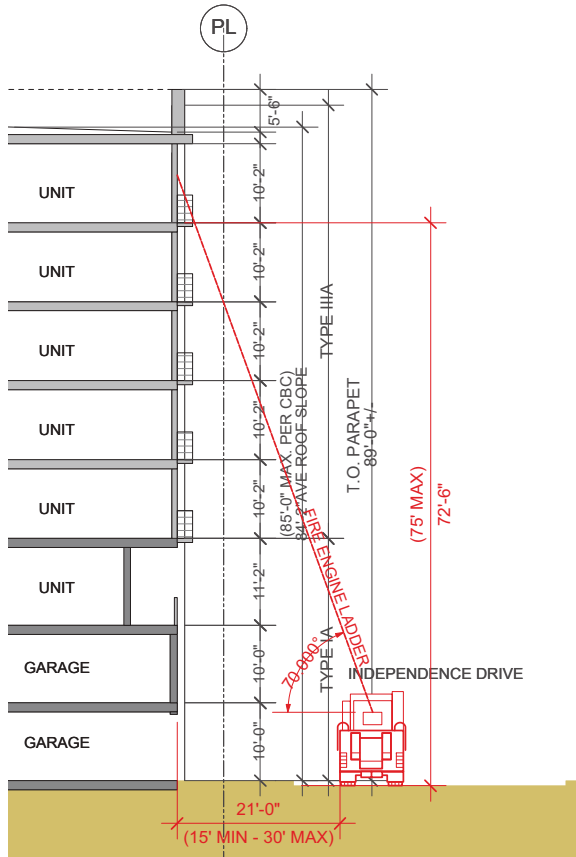 PL
5'-6"
UNIT
10'-2"
UNIT
10'-2"
UNIT
10'-2"
UNIT
10'-2"
UNIT
10'-2"
UNIT
11'-2"
GARAGE
10'-0"
GARAGE
10'-0"
(85'-0" MAX. PER CBC)
84'-2" AVE ROOF SLOPE
TYPE IIIA
TYPE IA
T.O. PARAPET
89'-0"+/-
(75' MAX)
72'-6"
FIRE ENGINE LADDER
70.000°
INDEPENDENCE DRIVE
21'-0"
(15' MIN - 30' MAX)